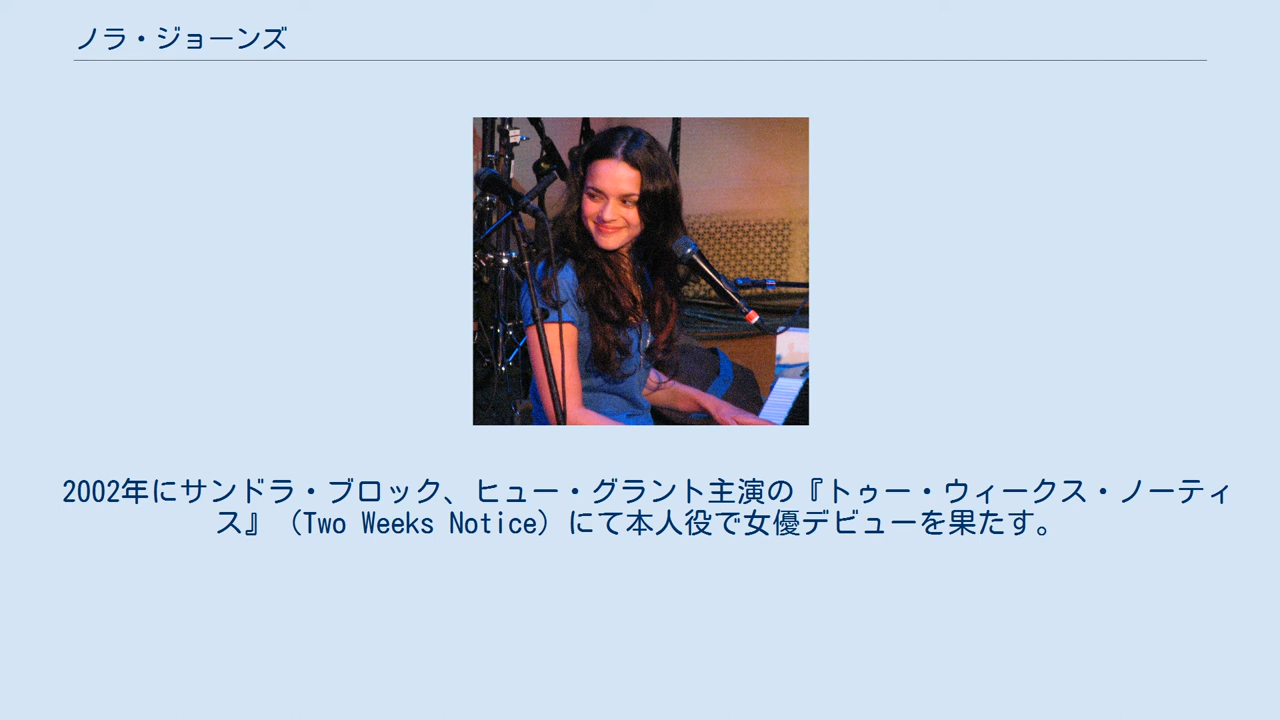 ノラ・ジョーンズ
2002年にサンドラ・ブロック、ヒュー・グラント主演の『トゥー・ウィークス・ノーティ
ス』（Two Weeks Notice）にて本人役で女優デビューを果たす。